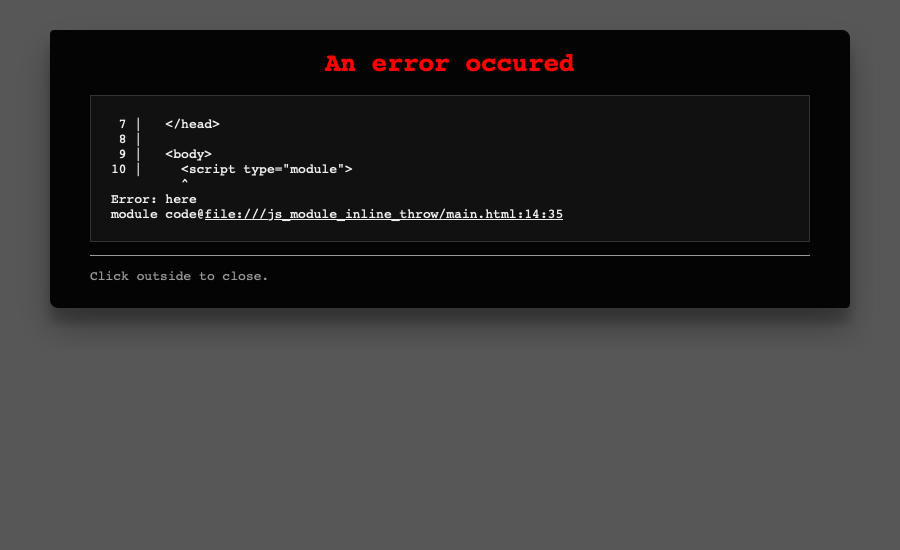 An error occured
 7 |   </head>
 8 |
 9 |   <body>
10 |     <script type="module">
         ^
Error: here
module code@file:///js_module_inline_throw/main.html:14:35
Click outside to close.